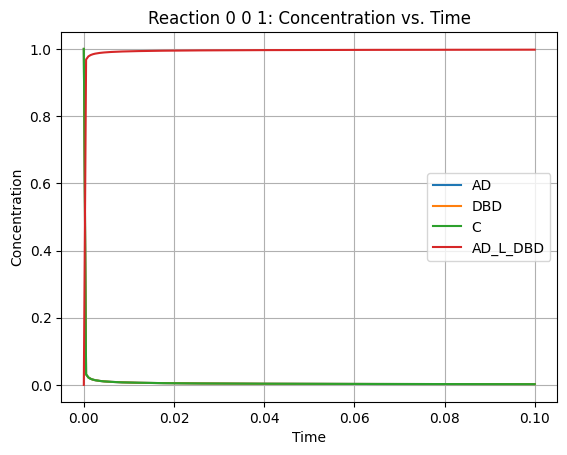 Reaction 0 0 1: Concentration vs. Time
Concentration
1.0
0.8
0.6
0.4
0.2
0.0
AD
DBD
C
AD_L_DBD
0.00
0.02
0.04
0.06
0.08
0.10
Time